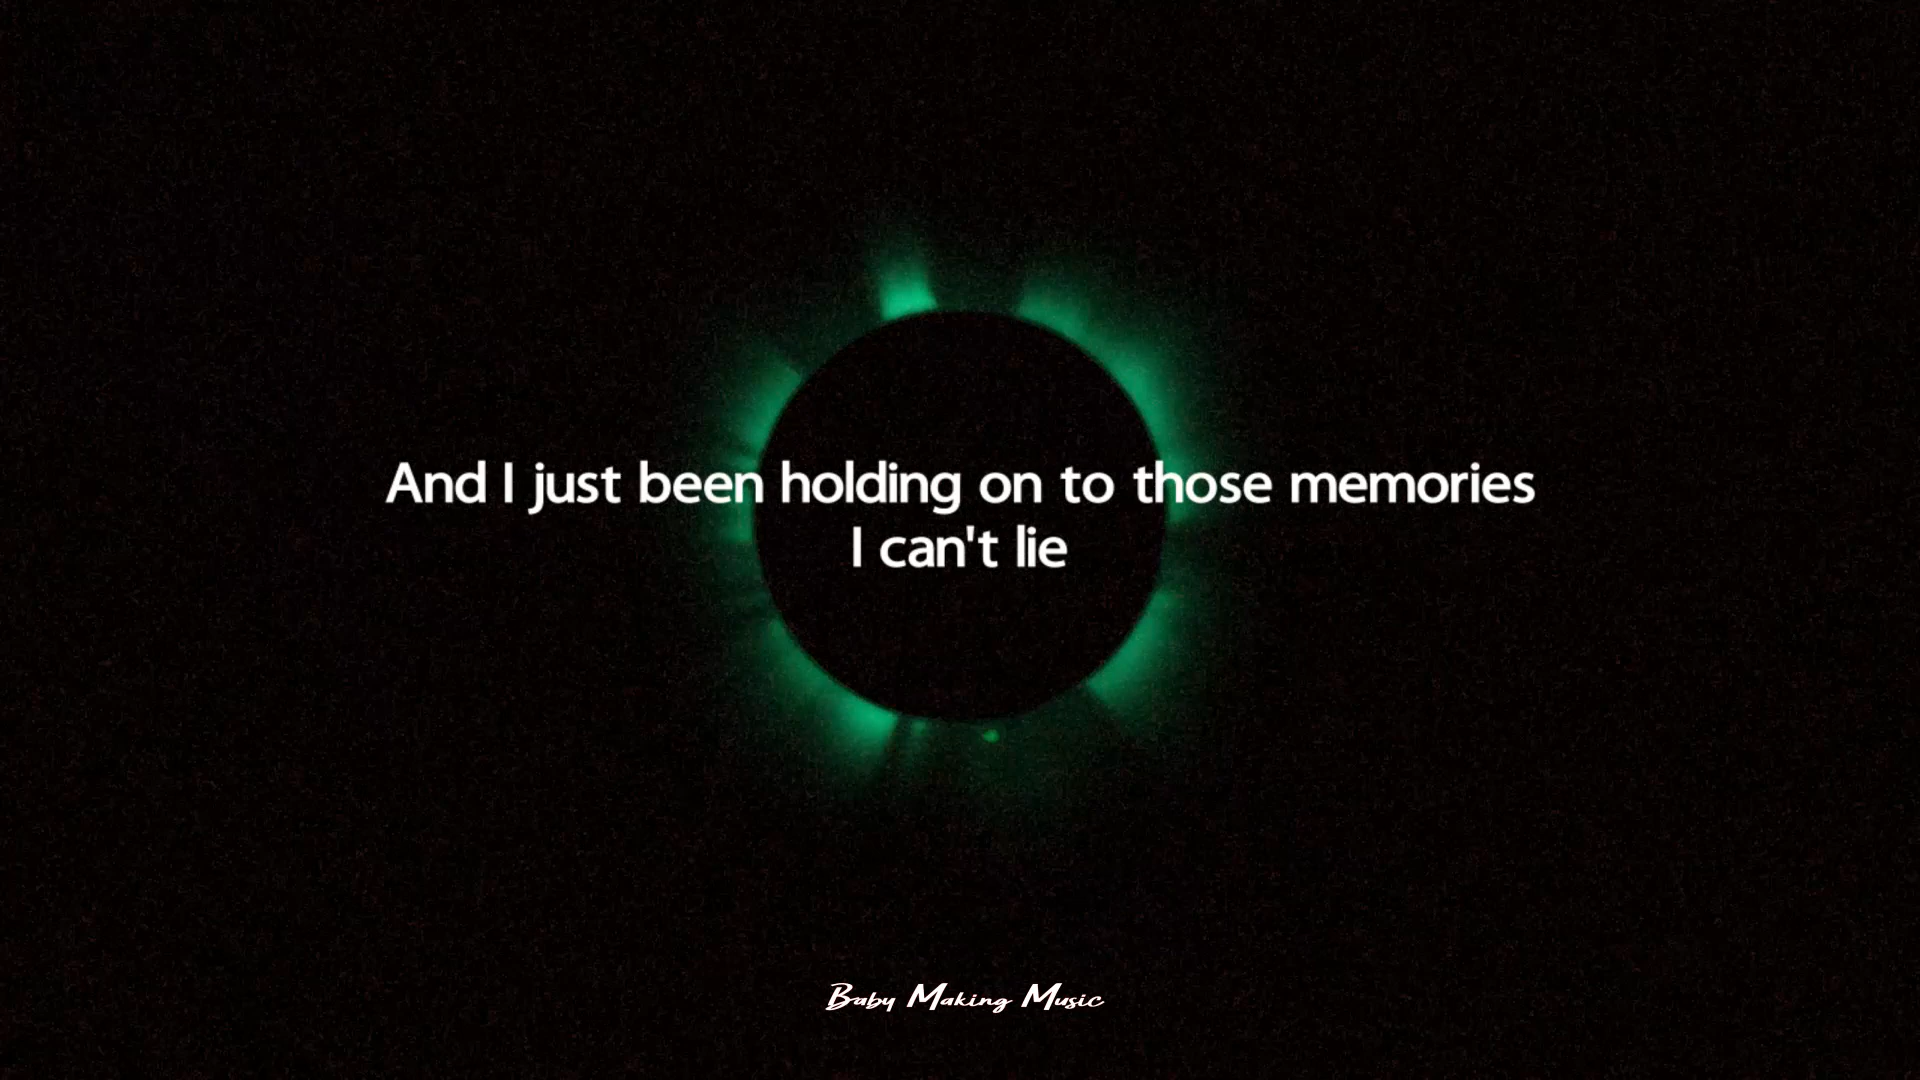 And I just been holding on to those memories
I can't lie
Baby Making Music